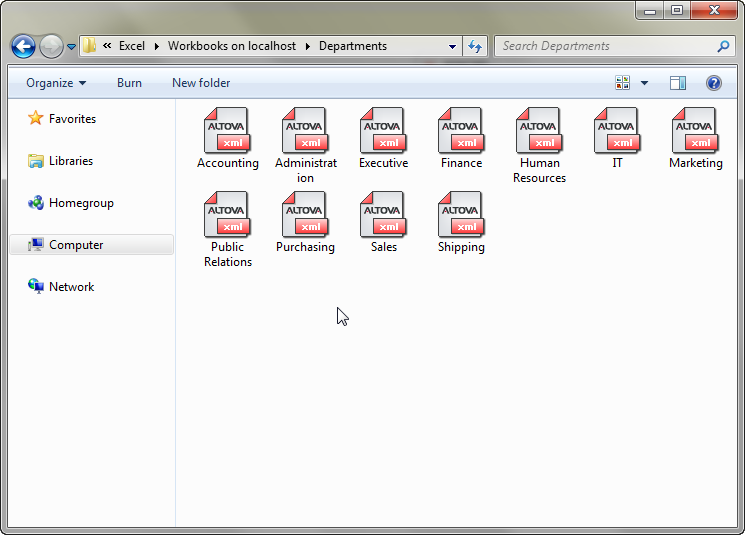 « Excel Workbooks on localhost Departments Search Departments
Organize Burn New folder ?
Favorites
Libraries
Homegroup
Computer
Network
ALTOVA ALTOVA ALTOVA ALTOVA ALTOVA ALTOVA ALTOVA
xml xml xml xml xml xml xml
Accounting Administrat Executive Finance Human IT Marketing
ion Resources
ALTOVA ALTOVA ALTOVA ALTOVA
xml xml xml xml
Public Purchasing Sales Shipping
Relations